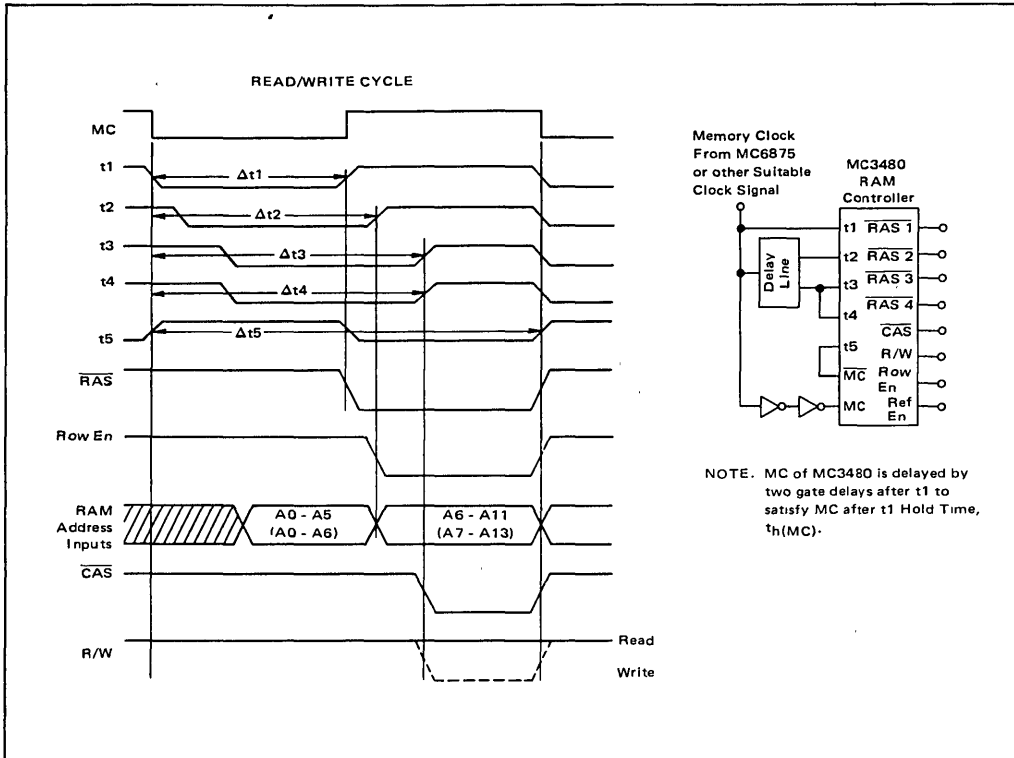 READ/WRITE CYCLE
MC
t1
Δt1
t2
Δt2
t3
Δt3
t4
Δt4
t5
Δt5
RAS
Row En
RAM
Address
Inputs
A0 - A5
(A0 - A6)
A6 - A11
(A7 - A13)
CAS
R/W
Read
Write
Memory Clock
From MC6875
or other Suitable
Clock Signal
MC3480
RAM
Controller
Delay
Line
t1 RAS 1
t2 RAS 2
t3 RAS 3
t4 RAS 4
CAS
t5 R/W
MC Row
En
MC Ref
En
NOTE. MC of MC3480 is delayed by
two gate delays after t1 to
satisfy MC after t1 Hold Time,
th(MC).